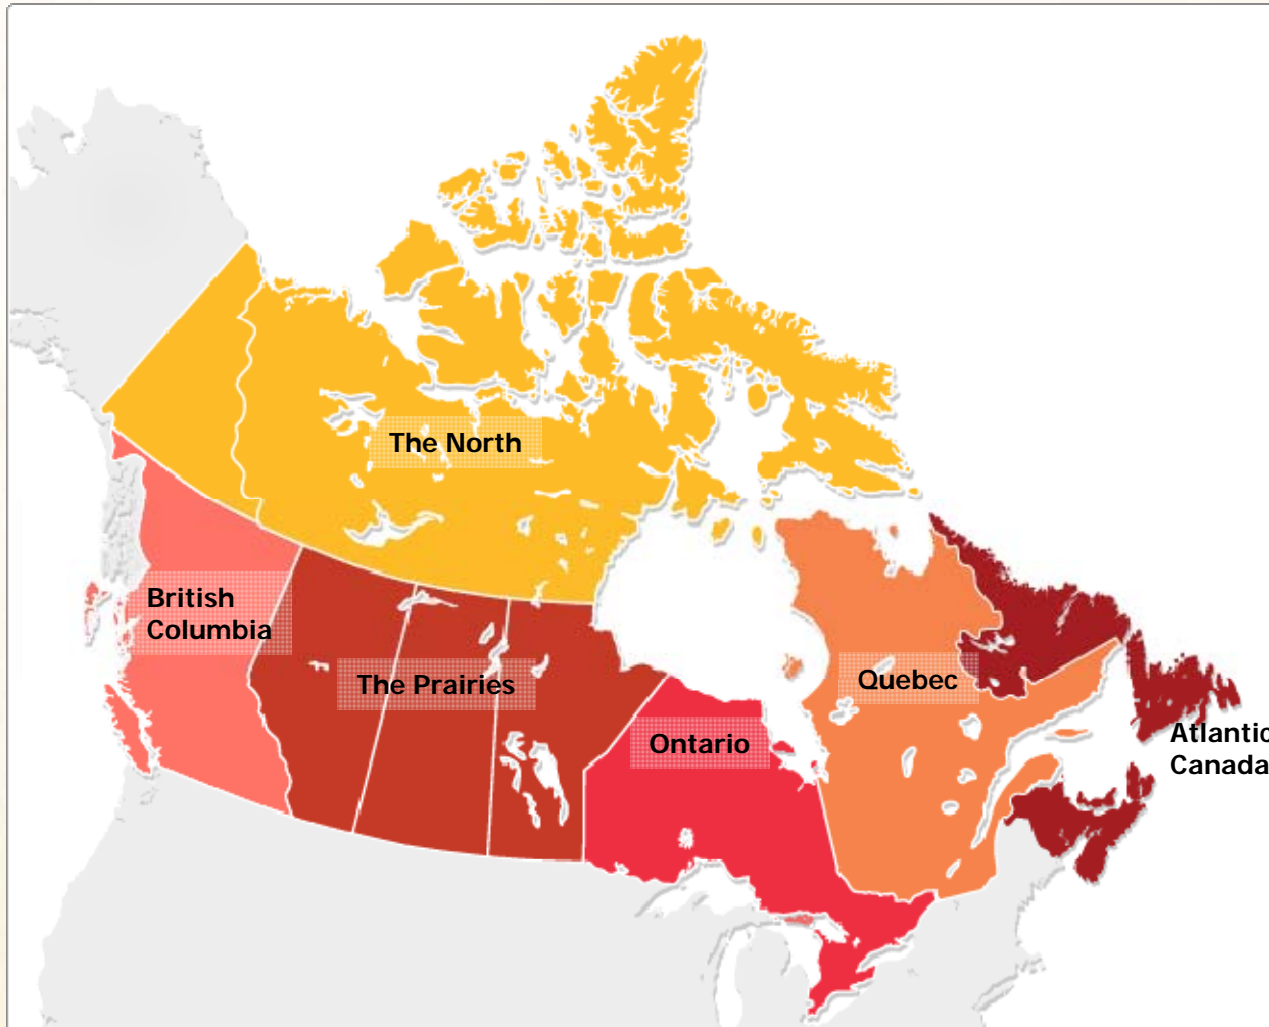 The North
British
Columbia
The Prairies
Quebec
Ontario
Atlantic
Canada